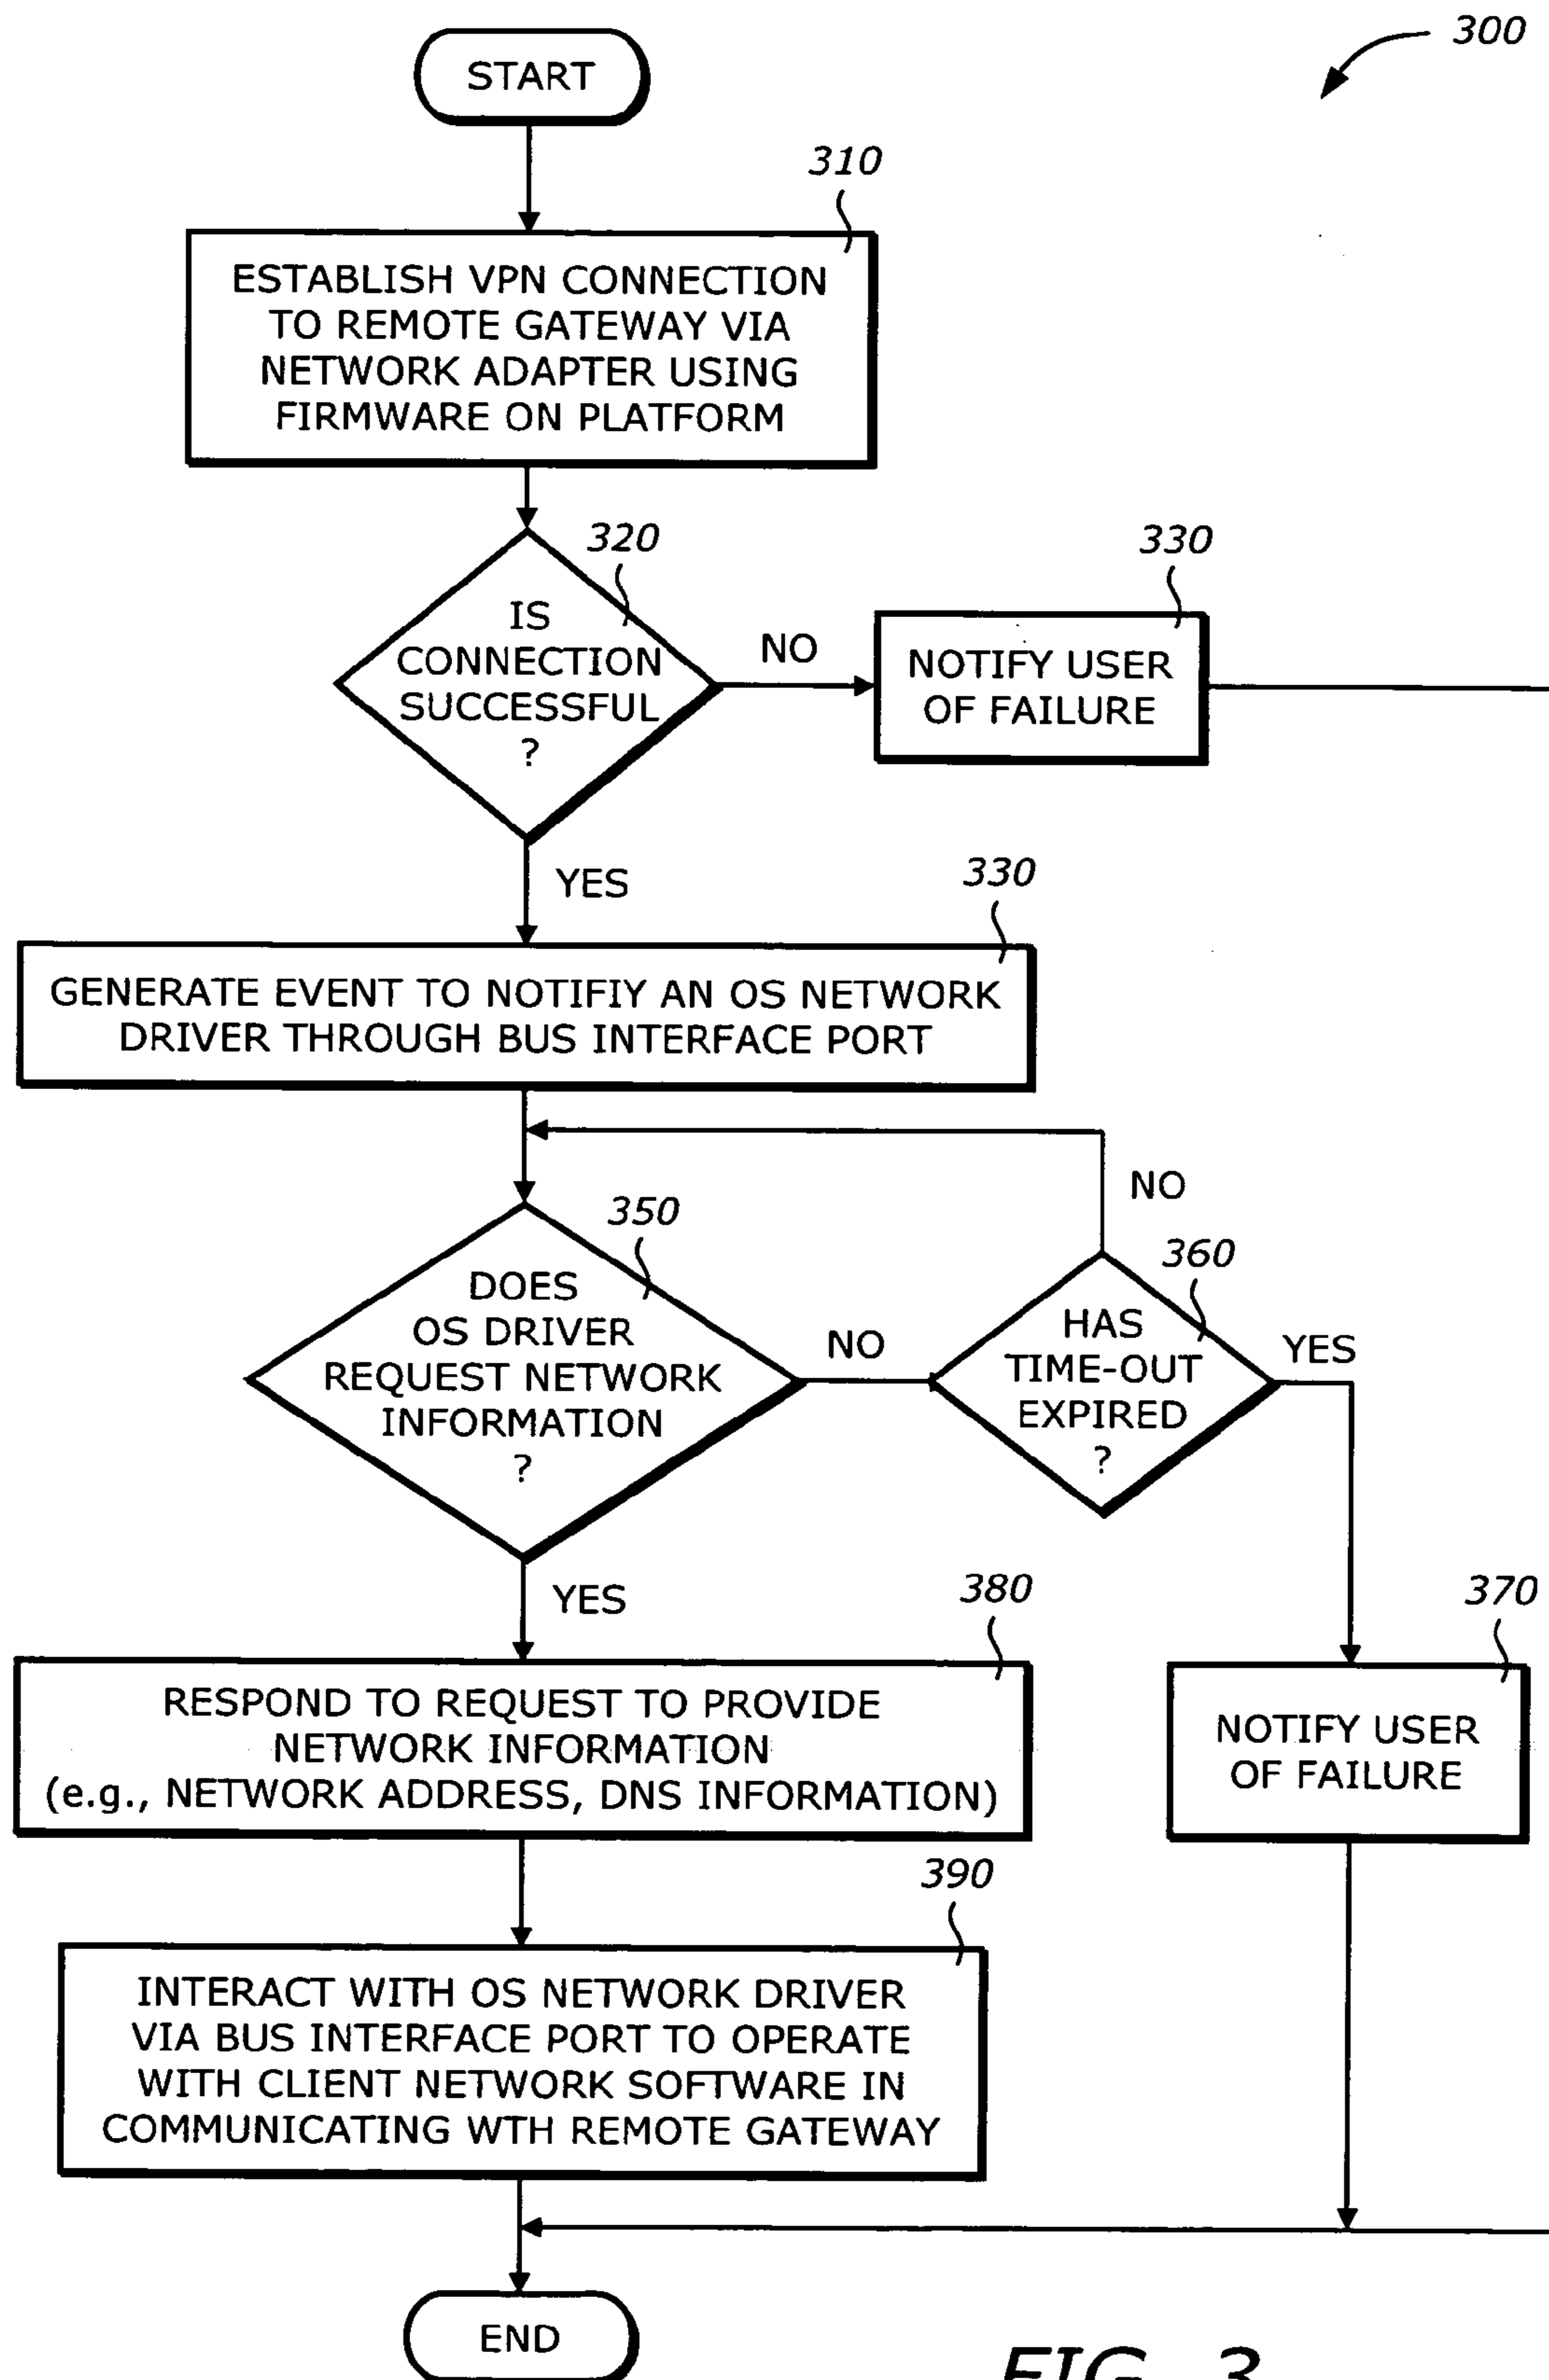 300
START
310
ESTABLISH VPN CONNECTION
TO REMOTE GATEWAY VIA
NETWORK ADAPTER USING
FIRMWARE ON PLATFORM
320
IS
CONNECTION
SUCCESSFUL
?
NO
330
NOTIFY USER
OF FAILURE
YES
330
GENERATE EVENT TO NOTIFIY AN OS NETWORK
DRIVER THROUGH BUS INTERFACE PORT
350
DOES
OS DRIVER
REQUEST NETWORK
INFORMATION
?
NO
NO
360
HAS
TIME-OUT
EXPIRED
?
YES
YES
380
RESPOND TO REQUEST TO PROVIDE
NETWORK INFORMATION
(e.g., NETWORK ADDRESS, DNS INFORMATION)
370
NOTIFY USER
OF FAILURE
390
INTERACT WITH OS NETWORK DRIVER
VIA BUS INTERFACE PORT TO OPERATE
WITH CLIENT NETWORK SOFTWARE IN
COMMUNICATING WTH REMOTE GATEWAY
END
FIG. 3